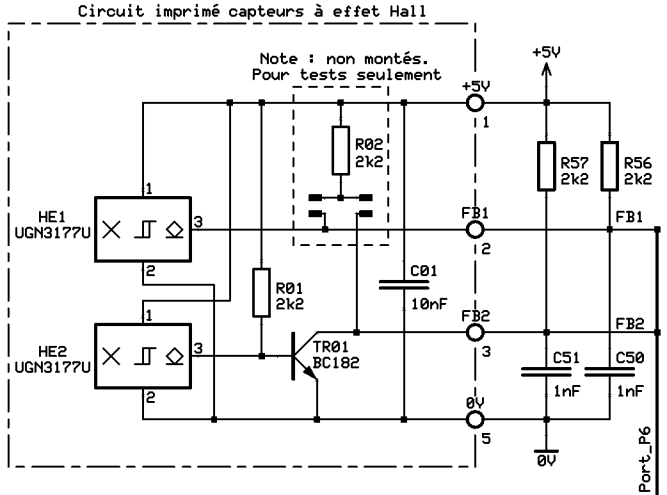 Circuit imprimé capteurs à effet Hall
Note : non montés.
Pour tests seulement
+5V
+5V
1
R02
2k2
R57
2k2
R56
2k2
1
HE1
UGN3177U
3
2
FB1
2
FB1
R01
2k2
C01
10nF
1
HE2
UGN3177U
3
2
TR01
BC182
FB2
3
FB2
C51
1nF
C50
1nF
0V
5
0V
Port_P6